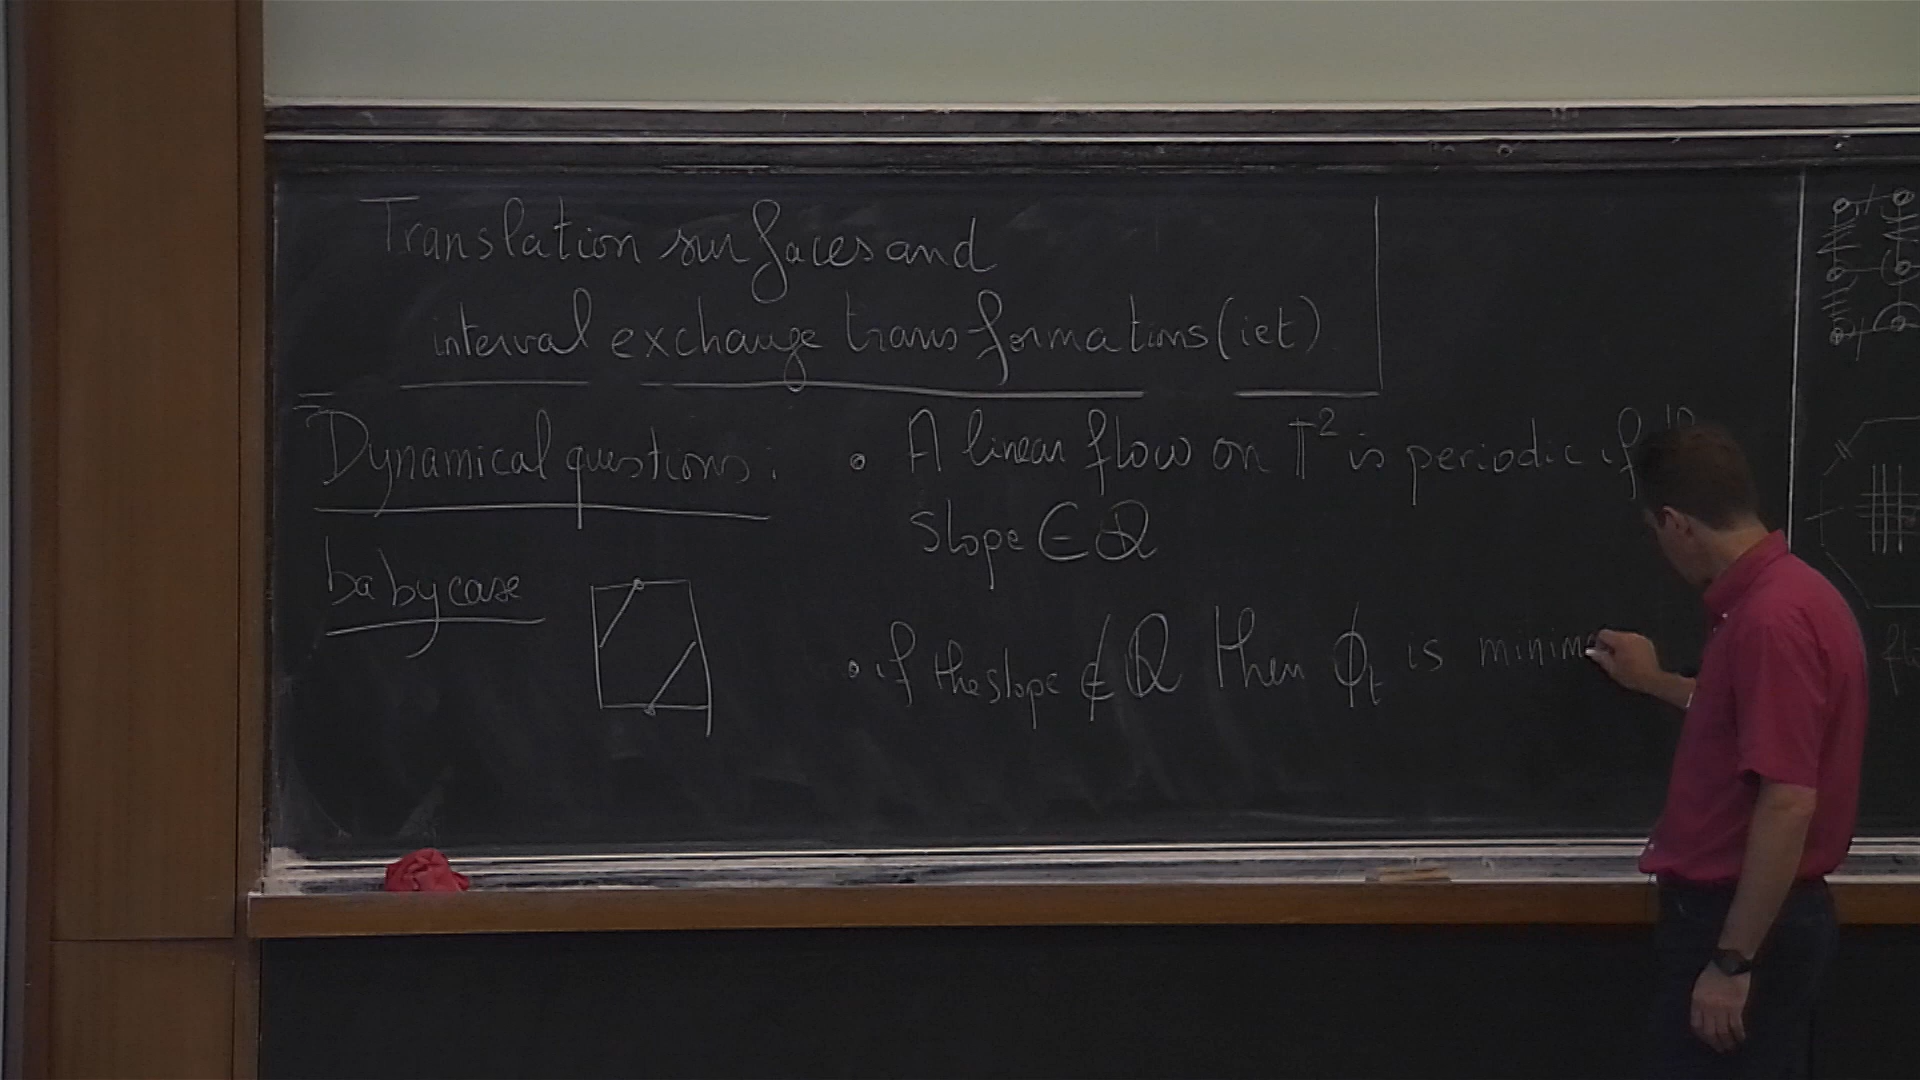 Translation surfaces and
interval exchange transformations (iet)
Dynamical questions:
baby case
• A linear flow on T² is periodic if
slope ∈ Q
• if the slope ∉ Q then ϕₜ is minim